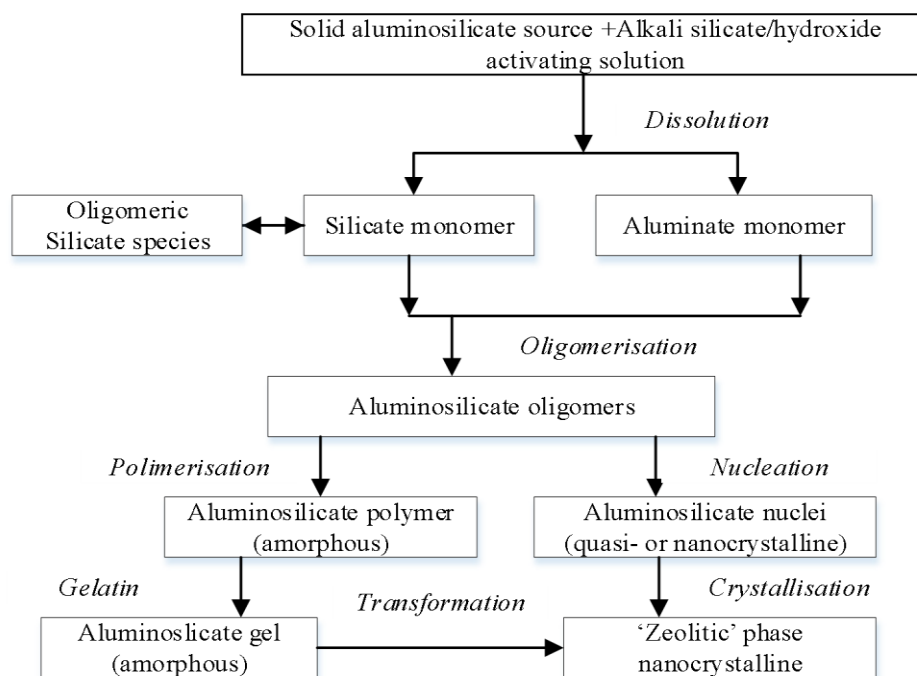 Solid aluminosilicate source +Alkali silicate/hydroxide
activating solution
Dissolution
Oligomeric
Silicate species
Silicate monomer
Aluminate monomer
Oligomerisation
Aluminosilicate oligomers
Polimerisation
Nucleation
Aluminosilicate polymer
(amorphous)
Aluminosilicate nuclei
(quasi- or nanocrystalline)
Gelatin
Transformation
Crystallisation
Aluminoslicate gel
(amorphous)
‘Zeolitic’ phase
nanocrystalline